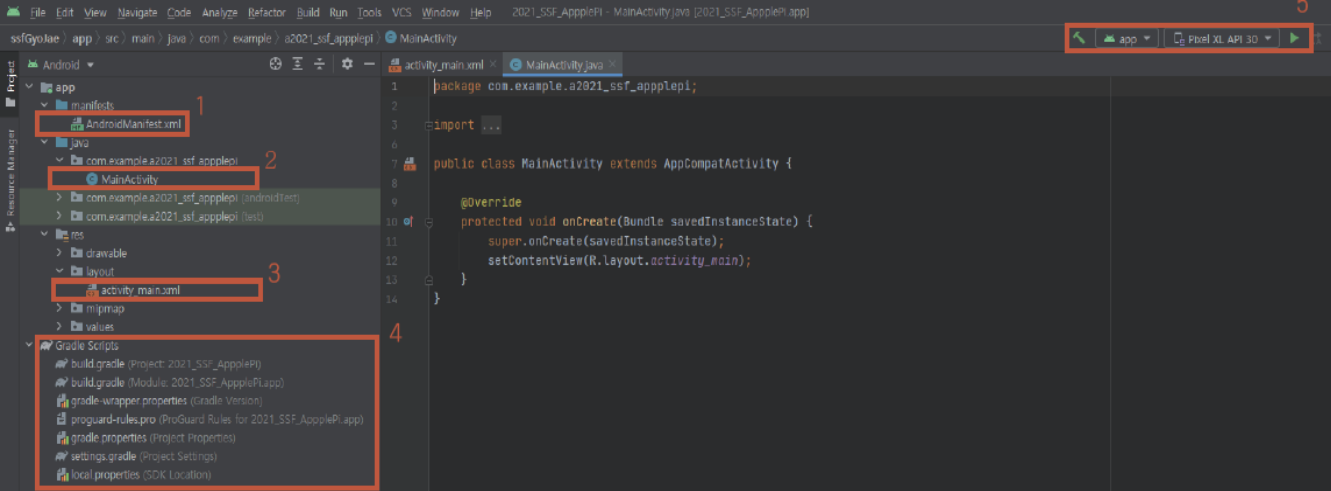 File Edit View Navigate Code Analyze Refactor Build Run Tools VCS Window Help 2021_SSF_AppplePi - MainActivity.java [2021_SSF_AppplePi.app]
5
ssfGyoJae app src main java com example a2021_ssf_appplepi MainActivity
app Pixel XL API 30
Project
Resource Manager
Android
activity_main.xml MainActivity.java
app
manifests
1
AndroidManifest.xml
java
com.example.a2021_ssf_appplepi
2
MainActivity
com.example.a2021_ssf_appplepi (androidTest)
com.example.a2021_ssf_appplepi (test)
res
drawable
layout
3
activity_main.xml
mipmap
values
4
Gradle Scripts
build.gradle (Project: 2021_SSF_AppplePi)
build.gradle (Module: 2021_SSF_AppplePi.app)
gradle-wrapper.properties (Gradle Version)
proguard-rules.pro (ProGuard Rules for 2021_SSF_AppplePi.app)
gradle.properties (Project Properties)
settings.gradle (Project Settings)
local.properties (SDK Location)
1 package com.example.a2021_ssf_appplepi;
2
3 import ...
6
7 public class MainActivity extends AppCompatActivity {
8
9 @Override
10 protected void onCreate(Bundle savedInstanceState) {
11 super.onCreate(savedInstanceState);
12 setContentView(R.layout.activity_main);
13 }
14 }